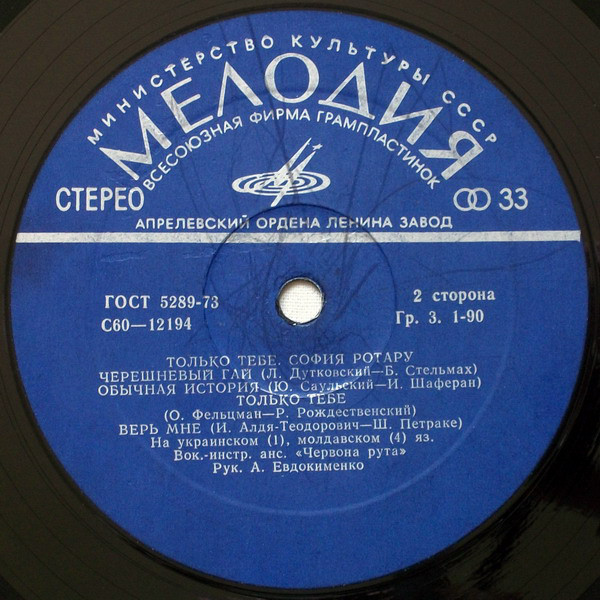 МИНИСТЕРСТВО КУЛЬТУРЫ СССР
МЕЛОДИЯ
ВСЕСОЮЗНАЯ ФИРМА ГРАМПЛАСТИНОК
СТЕРЕО
33
АПРЕЛЕВСКИЙ ОРДЕНА ЛЕНИНА ЗАВОД
ГОСТ 5289-73
2 сторона
С60—12194
Гр. 3. 1-90
ТОЛЬКО ТЕБЕ. СОФИЯ РОТАРУ
ЧЕРЕШНЕВЫЙ ГАЙ (Л. Дутковский—Б. Стельмах)
ОБЫЧНАЯ ИСТОРИЯ (Ю. Саульский—И. Шаферан)
ТОЛЬКО ТЕБЕ
(О. Фельцман—Р. Рождественский)
ВЕРЬ МНЕ (И. Алдя-Теодорович—Ш. Петраке)
На украинском (1), молдавском (4) яз.
Вок.-инстр. анс. «Червона рута»
Рук. А. Евдокименко